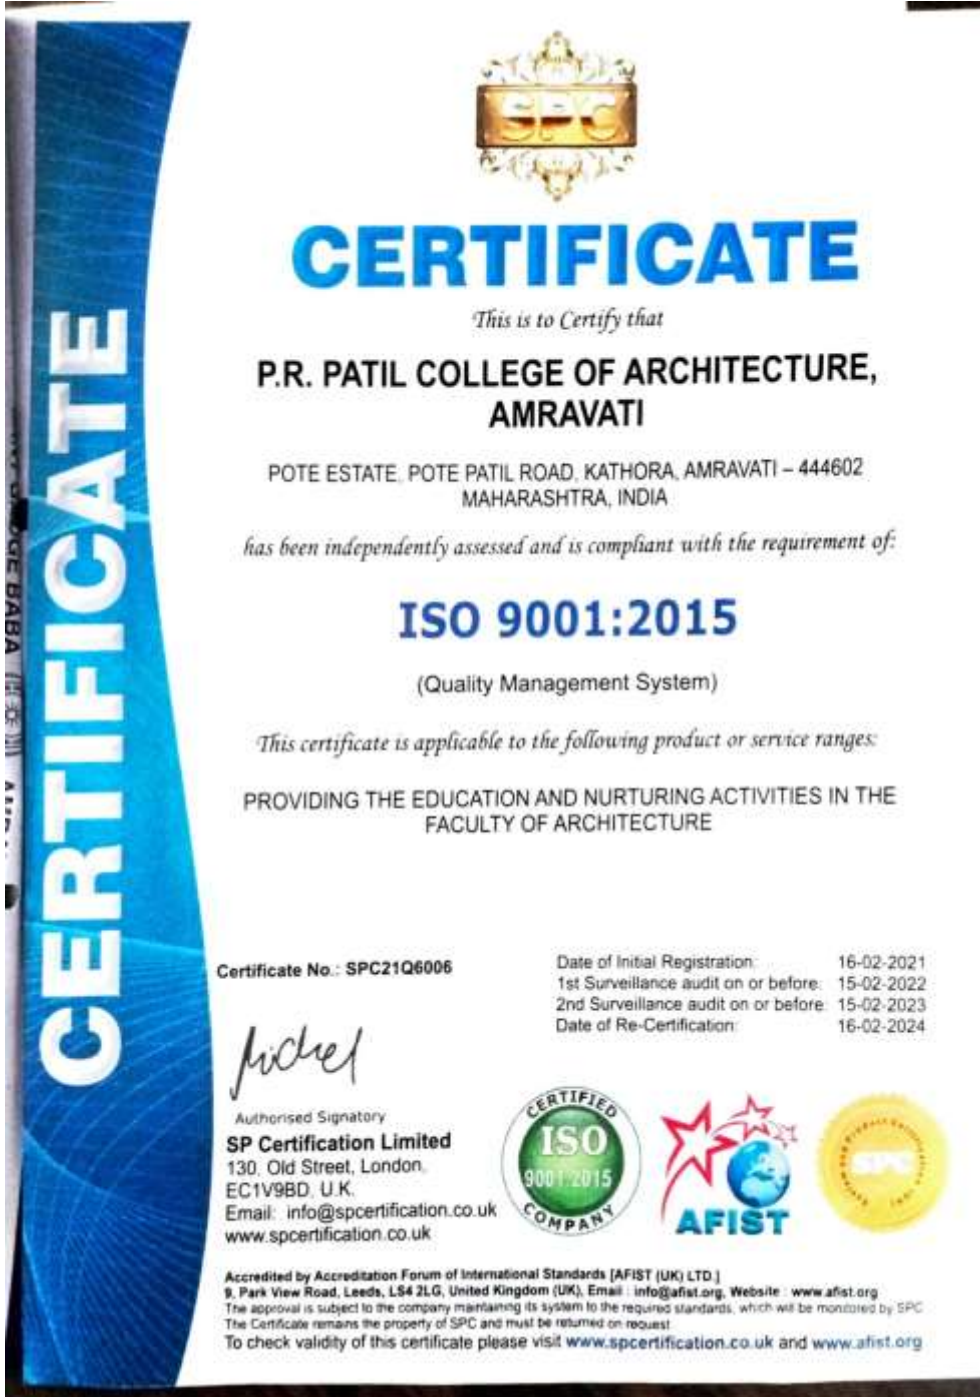 SPC
CERTIFICATE
CERTIFICATE
This is to Certify that
P.R. PATIL COLLEGE OF ARCHITECTURE,
AMRAVATI
POTE ESTATE, POTE PATIL ROAD, KATHORA, AMRAVATI – 444602
MAHARASHTRA, INDIA
has been independently assessed and is compliant with the requirement of:
ISO 9001:2015
(Quality Management System)
This certificate is applicable to the following product or service ranges:
PROVIDING THE EDUCATION AND NURTURING ACTIVITIES IN THE
FACULTY OF ARCHITECTURE
Certificate No.: SPC21Q6006
Date of Initial Registration: 16-02-2021
1st Surveillance audit on or before: 15-02-2022
2nd Surveillance audit on or before: 15-02-2023
Date of Re-Certification: 16-02-2024
Authorised Signatory
SP Certification Limited
130, Old Street, London,
EC1V9BD, U.K.
Email: info@spcertification.co.uk
www.spcertification.co.uk
CERTIFIED
ISO
9001:2015
COMPANY
AFIST
SPC
Accredited by Accreditation Forum of International Standards [AFIST (UK) LTD.]
9, Park View Road, Leeds, LS4 2LG, United Kingdom (UK), Email : info@afist.org, Website : www.afist.org
The approval is subject to the company maintaining its system to the required standards, which will be monitored by SPC
The Certificate remains the property of SPC and must be returned on request
To check validity of this certificate please visit www.spcertification.co.uk and www.afist.org
BABA